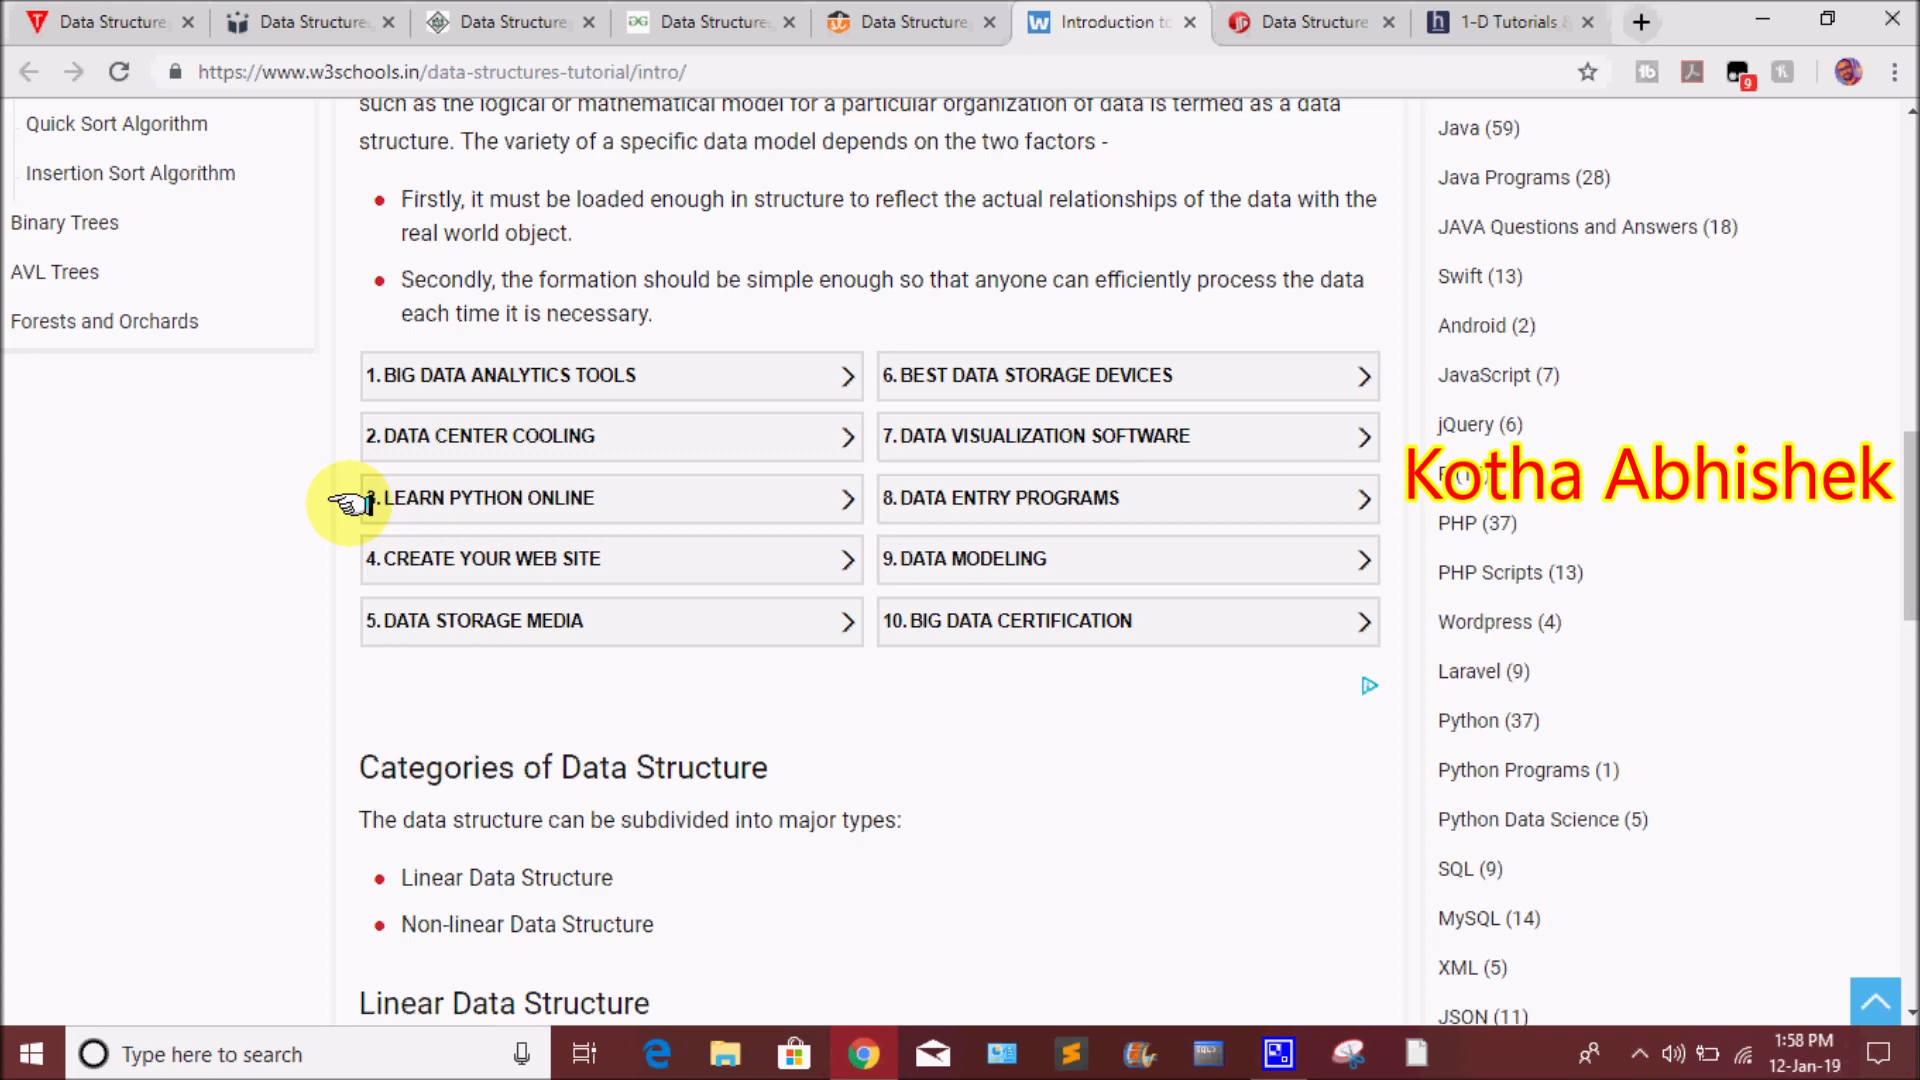 Data Structure
Data Structure
Data Structure
Data Structure
Data Structure
Introduction to
Data Structure
1-D Tutorials &
https://www.w3schools.in/data-structures-tutorial/intro/
9
Quick Sort Algorithm
Insertion Sort Algorithm
Binary Trees
AVL Trees
Forests and Orchards
such as the logical or mathematical model for a particular organization of data is termed as a data
structure. The variety of a specific data model depends on the two factors -
Firstly, it must be loaded enough in structure to reflect the actual relationships of the data with the
real world object.
Secondly, the formation should be simple enough so that anyone can efficiently process the data
each time it is necessary.
1. BIG DATA ANALYTICS TOOLS
2. DATA CENTER COOLING
3. LEARN PYTHON ONLINE
4. CREATE YOUR WEB SITE
5. DATA STORAGE MEDIA
6. BEST DATA STORAGE DEVICES
7. DATA VISUALIZATION SOFTWARE
8. DATA ENTRY PROGRAMS
9. DATA MODELING
10. BIG DATA CERTIFICATION
Categories of Data Structure
The data structure can be subdivided into major types:
Linear Data Structure
Non-linear Data Structure
Linear Data Structure
Java (59)
Java Programs (28)
JAVA Questions and Answers (18)
Swift (13)
Android (2)
JavaScript (7)
jQuery (6)
Kotha Abhishek
PHP (37)
PHP Scripts (13)
Wordpress (4)
Laravel (9)
Python (37)
Python Programs (1)
Python Data Science (5)
SQL (9)
MySQL (14)
XML (5)
JSON (11)
Type here to search
1:58 PM
12-Jan-19